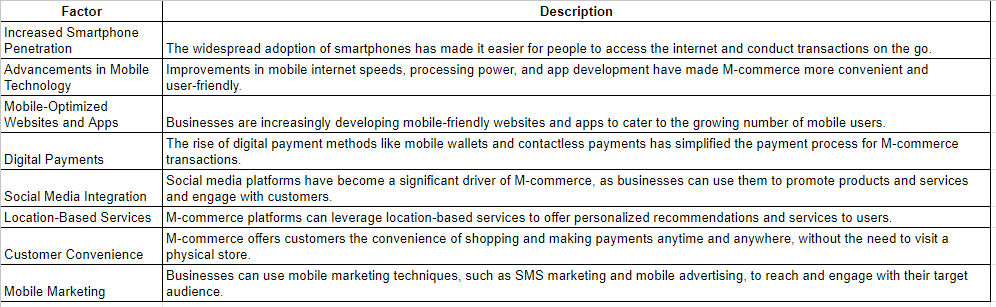 Factor Description
Increased Smartphone
Penetration The widespread adoption of smartphones has made it easier for people to access the internet and conduct transactions on the go.
Advancements in Mobile Improvements in mobile internet speeds, processing power, and app development have made M-commerce more convenient and
Technology user-friendly.
Mobile-Optimized
Websites and Apps Businesses are increasingly developing mobile-friendly websites and apps to cater to the growing number of mobile users.
The rise of digital payment methods like mobile wallets and contactless payments has simplified the payment process for M-commerce
Digital Payments transactions.
Social media platforms have become a significant driver of M-commerce, as businesses can use them to promote products and services
Social Media Integration and engage with customers.
Location-Based Services M-commerce platforms can leverage location-based services to offer personalized recommendations and services to users.
M-commerce offers customers the convenience of shopping and making payments anytime and anywhere, without the need to visit a
Customer Convenience physical store.
Businesses can use mobile marketing techniques, such as SMS marketing and mobile advertising, to reach and engage with their target
Mobile Marketing audience.